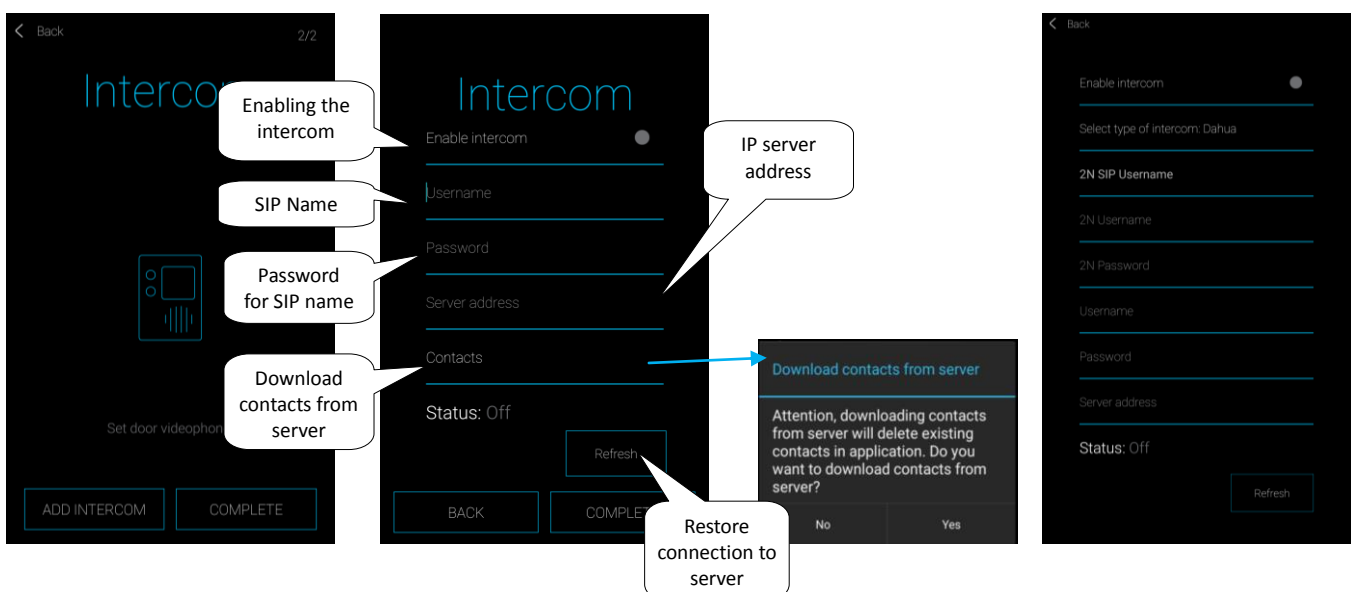 Back
2/2
Interco
Set door videophon
ADD INTERCOM
COMPLETE
Enabling the
intercom
SIP Name
Password
for SIP name
Download
contacts from
server
Intercom
Enable intercom
Username
Password
Server address
Contacts
Status: Off
Refresh
BACK
COMPLET
IP server
address
Restore
connection to
server
Download contacts from server
Attention, downloading contacts
from server will delete existing
contacts in application. Do you
want to download contacts from
server?
No
Yes
Back
Enable intercom
Select type of intercom: Dahua
2N SIP Username
2N Username
2N Password
Username
Password
Server address
Status: Off
Refresh